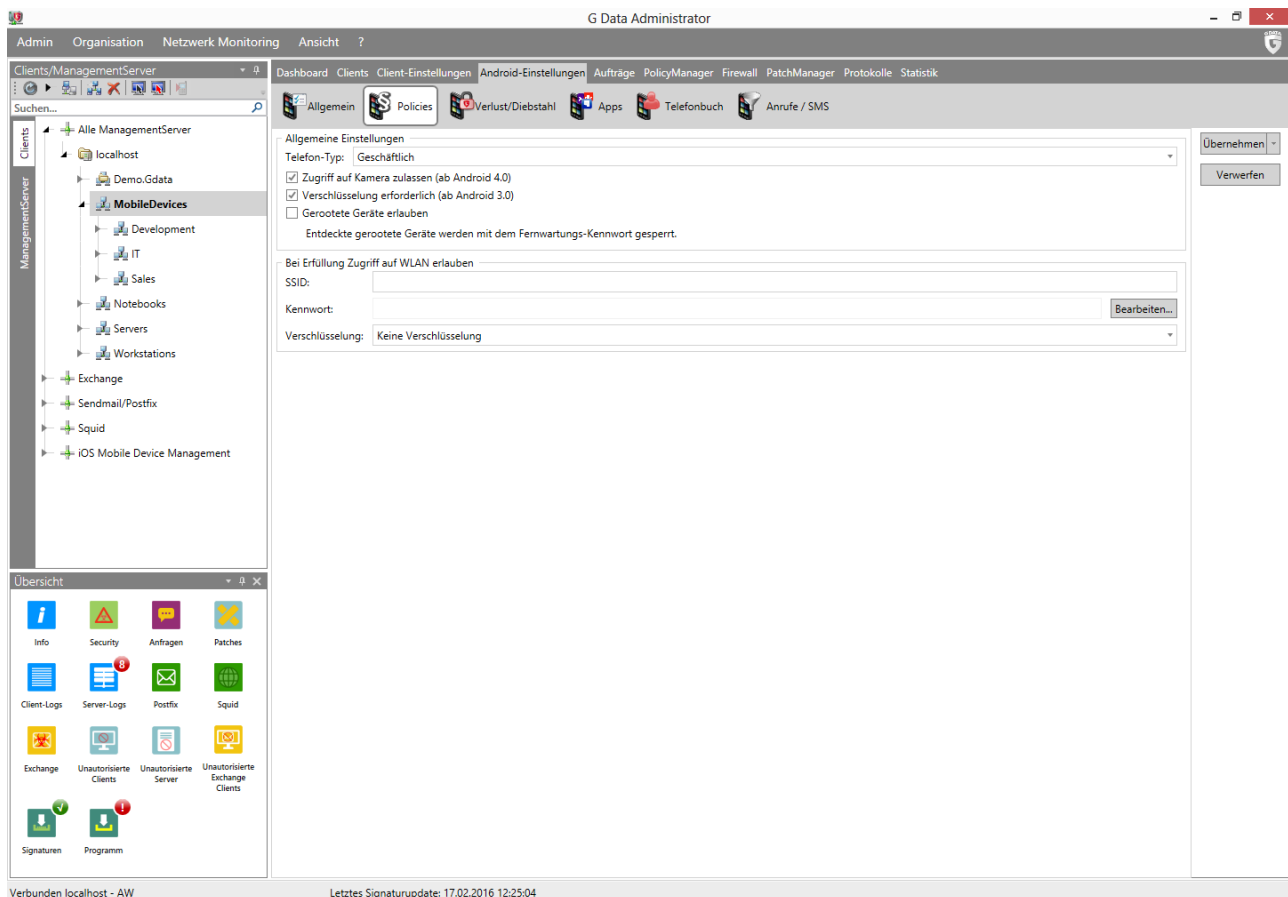 G Data Administrator
Admin Organisation Netzwerk Monitoring Ansicht ?
G DATA
Clients/ManagementServer
Suchen...
Clients
ManagementServer
Alle ManagementServer
localhost
Demo.Gdata
MobileDevices
Development
IT
Sales
Notebooks
Servers
Workstations
Exchange
Sendmail/Postfix
Squid
iOS Mobile Device Management
Dashboard Clients Client-Einstellungen Android-Einstellungen Aufträge PolicyManager Firewall PatchManager Protokolle Statistik
Allgemein Policies Verlust/Diebstahl Apps Telefonbuch Anrufe / SMS
Allgemeine Einstellungen
Telefon-Typ: Geschäftlich
Zugriff auf Kamera zulassen (ab Android 4.0)
Verschlüsselung erforderlich (ab Android 3.0)
Gerootete Geräte erlauben
Entdeckte gerootete Geräte werden mit dem Fernwartungs-Kennwort gesperrt.
Bei Erfüllung Zugriff auf WLAN erlauben
SSID:
Kennwort: Bearbeiten...
Verschlüsselung: Keine Verschlüsselung
Übernehmen
Verwerfen
Übersicht
Info Security Anfragen Patches
8
Client-Logs Server-Logs Postfix Squid
Exchange Unautorisierte Clients Unautorisierte Server Unautorisierte Exchange Clients
Signaturen Programm
Verbunden localhost - AW Letztes Signaturupdate: 17.02.2016 12:25:04